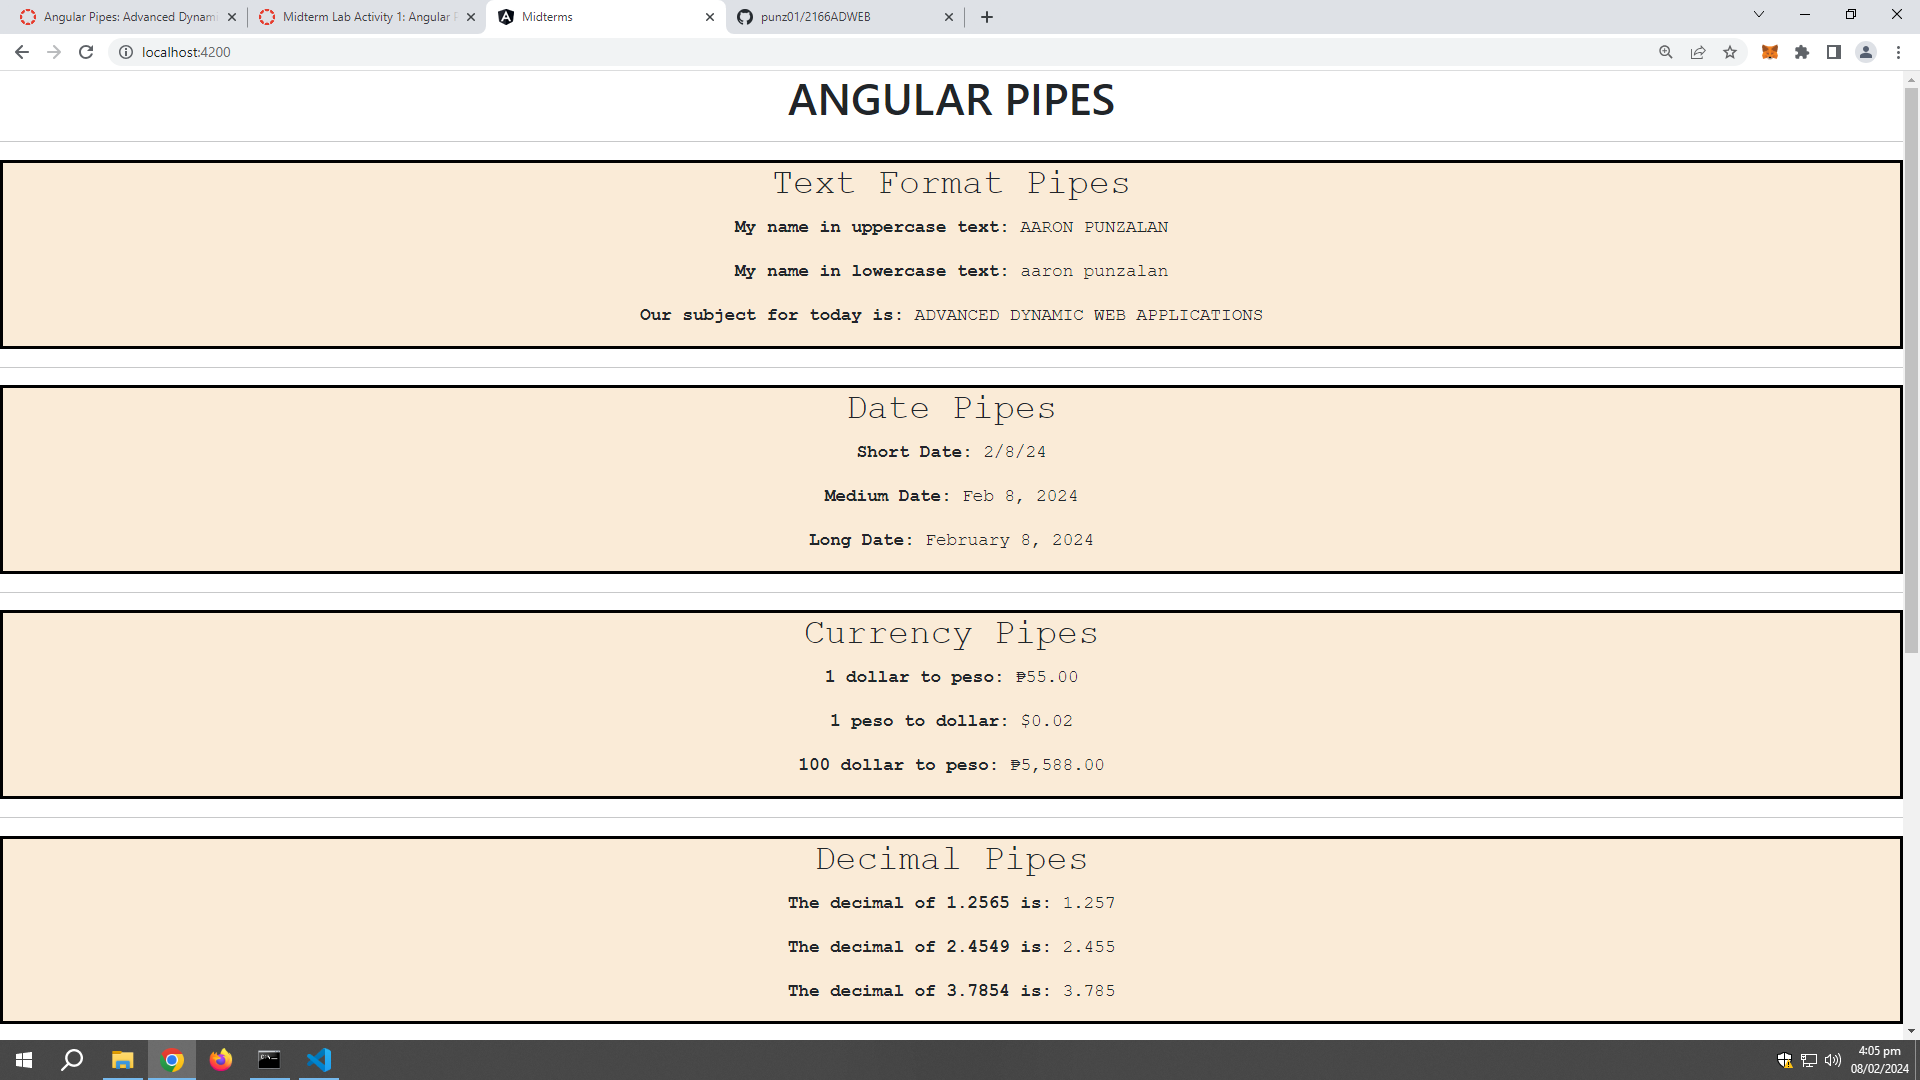 Angular Pipes: Advanced Dynami
Midterm Lab Activity 1: Angular P
Midterms
punz01/2166ADWEB
localhost:4200
ANGULAR PIPES
Text Format Pipes
My name in uppercase text: AARON PUNZALAN
My name in lowercase text: aaron punzalan
Our subject for today is: ADVANCED DYNAMIC WEB APPLICATIONS
Date Pipes
Short Date: 2/8/24
Medium Date: Feb 8, 2024
Long Date: February 8, 2024
Currency Pipes
1 dollar to peso: ₱55.00
1 peso to dollar: $0.02
100 dollar to peso: ₱5,588.00
Decimal Pipes
The decimal of 1.2565 is: 1.257
The decimal of 2.4549 is: 2.455
The decimal of 3.7854 is: 3.785
4:05 pm
08/02/2024